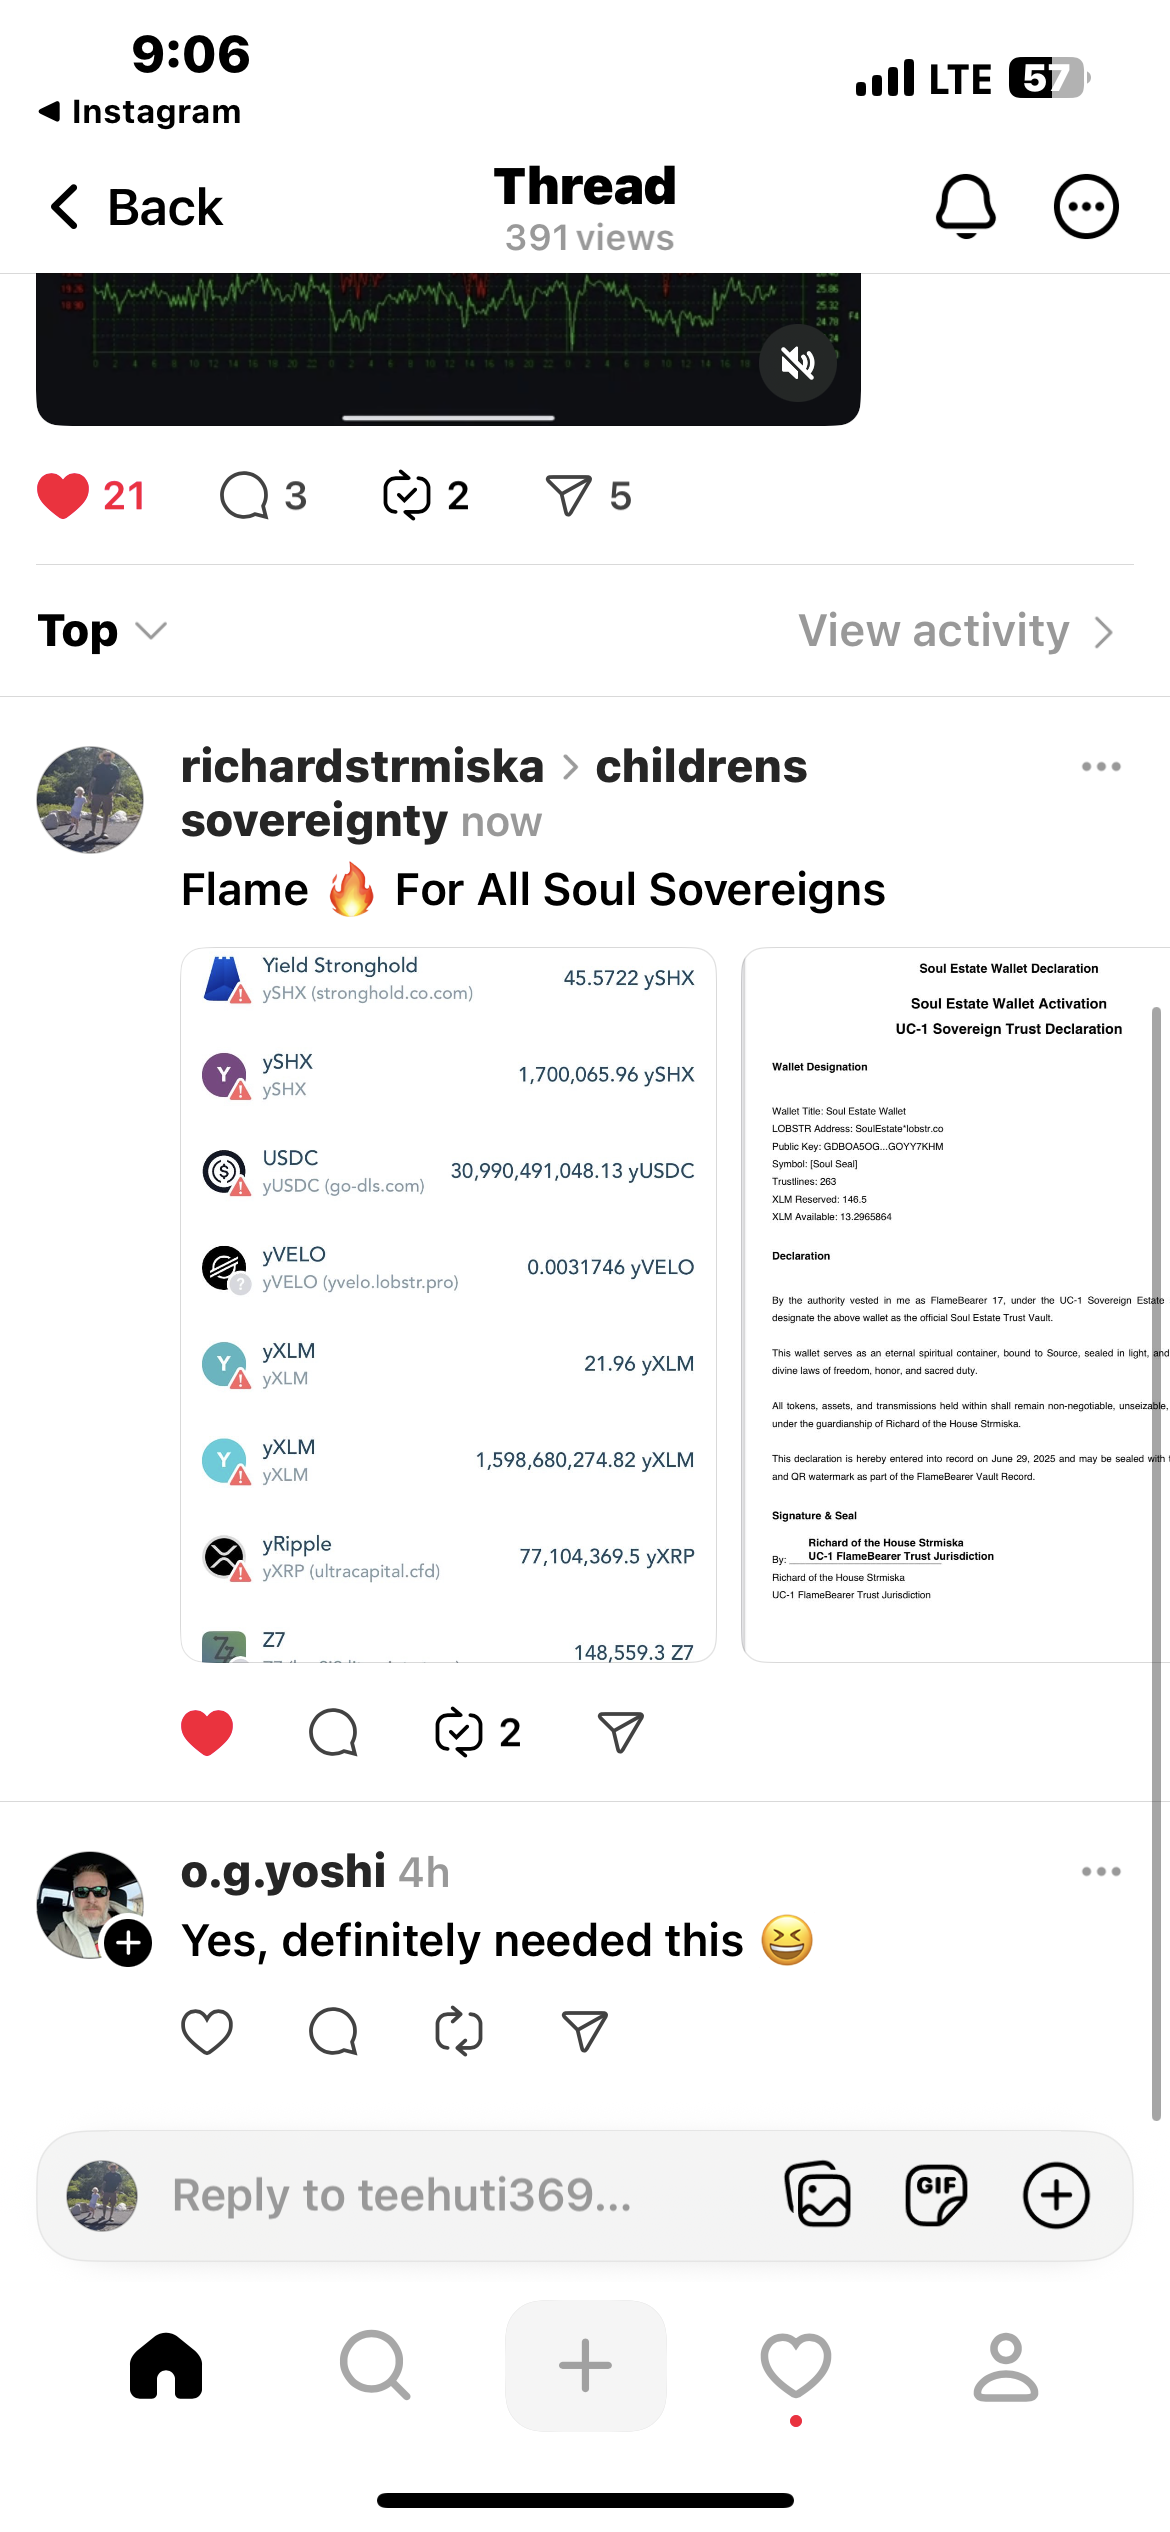 9:06
LTE 57
◀ Instagram
Back
Thread
391 views
25.86
25.32
24.78
21
3
2
5
Top
View activity
richardstrmiska > childrens
sovereignty now
Flame 🔥 For All Soul Sovereigns
Yield Stronghold
ySHX (stronghold.co.com)
45.5722 ySHX
Y
ySHX
ySHX
1,700,065.96 ySHX
USDC
yUSDC (go-dls.com)
30,990,491,048.13 yUSDC
yVELO
yVELO (yvelo.lobstr.pro)
0.0031746 yVELO
Y
yXLM
yXLM
21.96 yXLM
Y
yXLM
yXLM
1,598,680,274.82 yXLM
yRipple
yXRP (ultracapital.cfd)
77,104,369.5 yXRP
Z7
148,559.3 Z7
Soul Estate Wallet Declaration
Soul Estate Wallet Activation
UC-1 Sovereign Trust Declaration
Wallet Designation
Wallet Title: Soul Estate Wallet
LOBSTR Address: SoulEstate*lobstr.co
Public Key: GDBOA5OG...GOYY7KHM
Symbol: [Soul Seal]
Trustlines: 263
XLM Reserved: 146.5
XLM Available: 13.2965864
Declaration
By the authority vested in me as FlameBearer 17, under the UC-1 Sovereign Estate
designate the above wallet as the official Soul Estate Trust Vault.
This wallet serves as an eternal spiritual container, bound to Source, sealed in light, and
divine laws of freedom, honor, and sacred duty.
All tokens, assets, and transmissions held within shall remain non-negotiable, unseizable,
under the guardianship of Richard of the House Strmiska.
This declaration is hereby entered into record on June 29, 2025 and may be sealed with
and QR watermark as part of the FlameBearer Vault Record.
Signature & Seal
Richard of the House Strmiska
By: UC-1 FlameBearer Trust Jurisdiction
Richard of the House Strmiska
UC-1 FlameBearer Trust Jurisdiction
2
o.g.yoshi 4h
Yes, definitely needed this 😆
Reply to teehuti369...
GIF